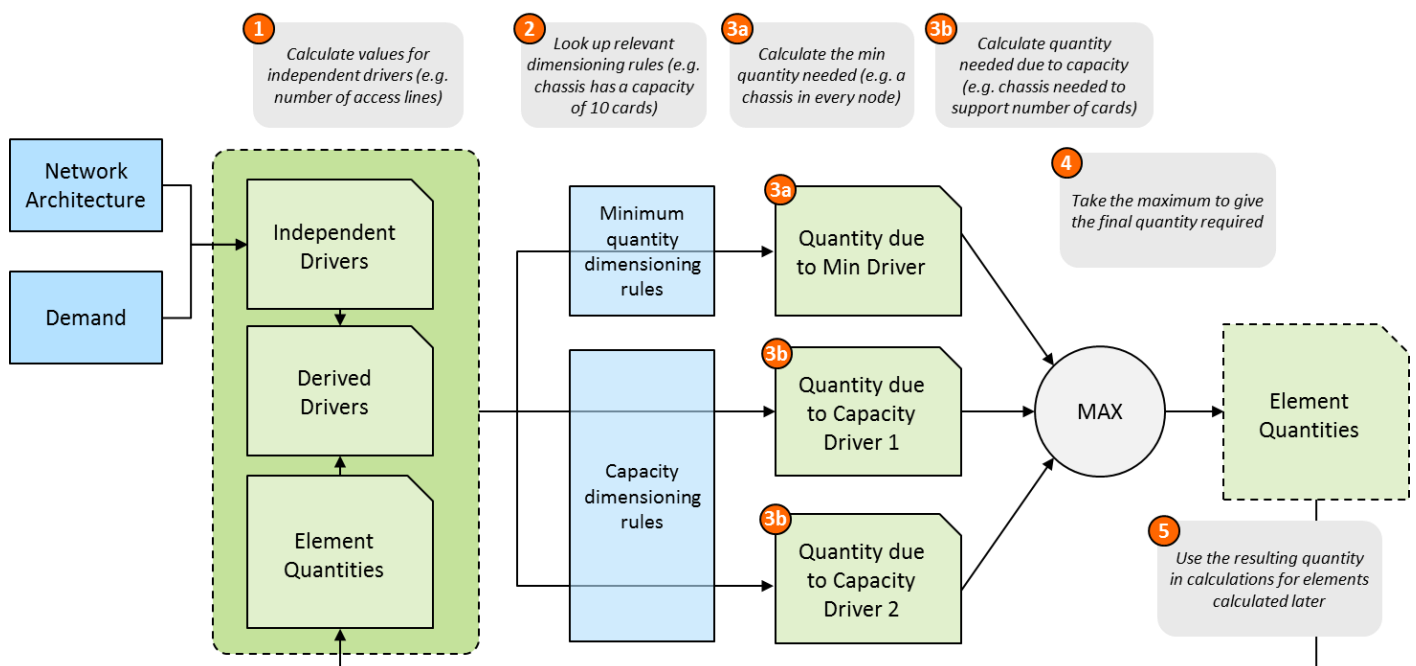 1
Calculate values for
independent drivers (e.g.
number of access lines)
2
Look up relevant
dimensioning rules (e.g.
chassis has a capacity
of 10 cards)
3a
Calculate the min
quantity needed (e.g. a
chassis in every node)
3b
Calculate quantity
needed due to capacity
(e.g. chassis needed to
support number of cards)
Network
Architecture
Demand
Independent
Drivers
Derived
Drivers
Element
Quantities
Minimum
quantity
dimensioning
rules
Capacity
dimensioning
rules
3a
Quantity due
to Min Driver
3b
Quantity due
to Capacity
Driver 1
3b
Quantity due
to Capacity
Driver 2
4
Take the maximum to give
the final quantity required
MAX
Element
Quantities
5
Use the resulting quantity
in calculations for elements
calculated later